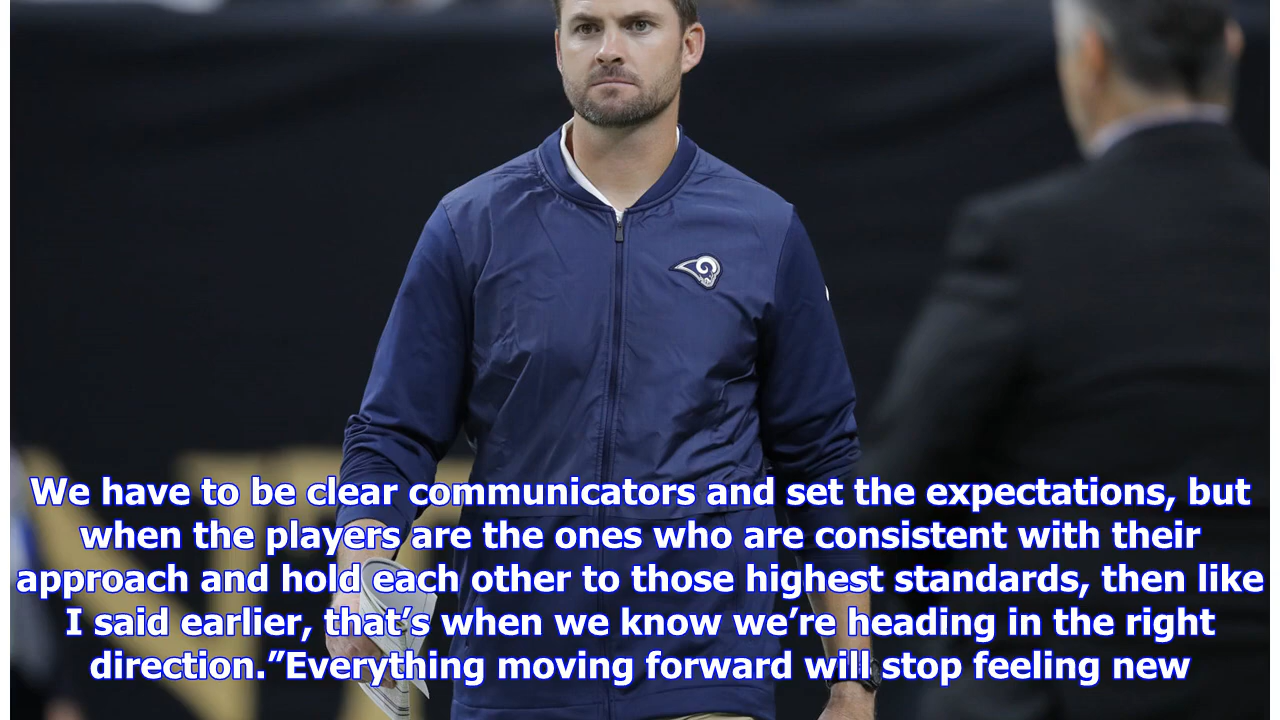 We have to be clear communicators and set the expectations, but
when the players are the ones who are consistent with their
approach and hold each other to those highest standards, then like
I said earlier, that’s when we know we’re heading in the right
direction.”Everything moving forward will stop feeling new